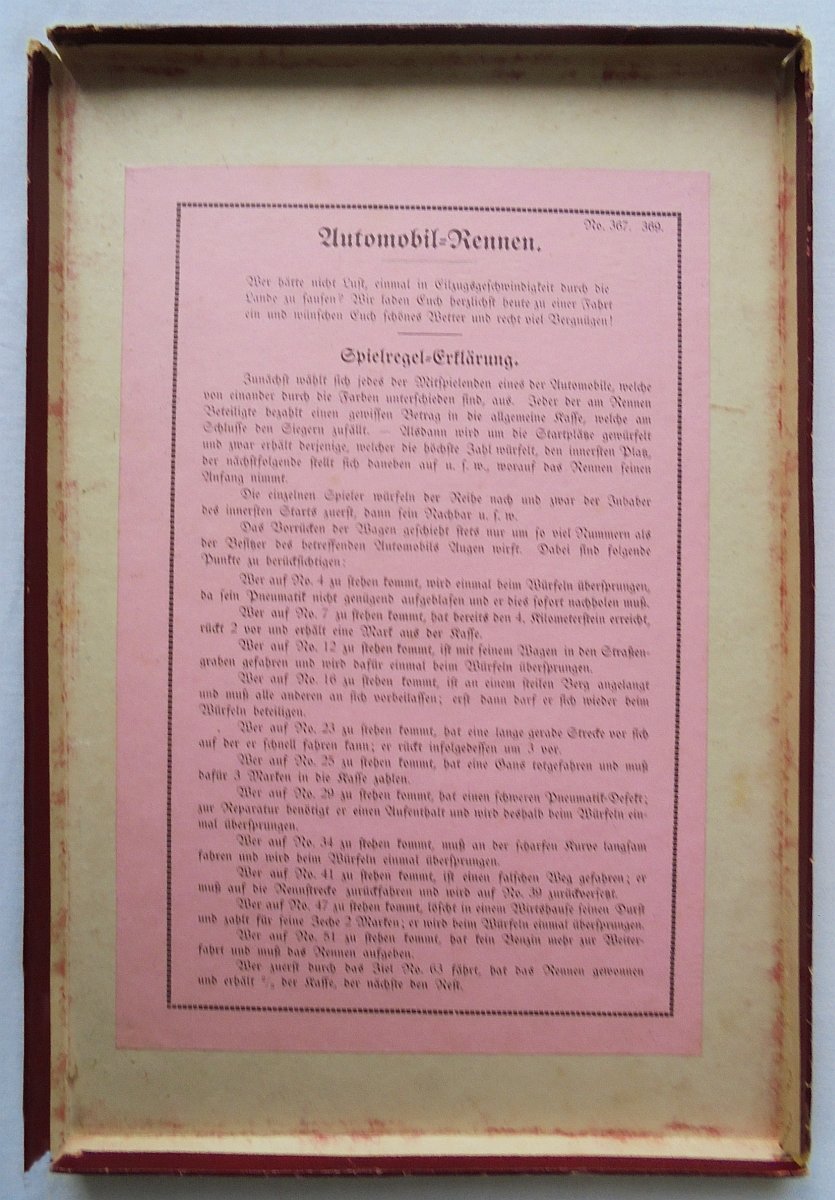 No. 367. 369.
Automobil=Rennen.
Wer hätte nicht Lust, einmal in Eilzugsgeschwindigkeit durch die
Lande zu sausen? Wir laden Euch herzlichst heute zu einer Fahrt
ein und wünschen Euch schönes Wetter und recht viel Vergnügen!
Spielregel=Erklärung.
Zunächst wählt sich jedes der Mitspielenden eines der Automobile, welche
von einander durch die Farben unterschieden sind, aus. Jeder der am Rennen
Beteiligte bezahlt einen gewissen Betrag in die allgemeine Kasse, welche am
Schlusse den Siegern zufällt. — Alsdann wird um die Startplätze gewürfelt
und zwar erhält derjenige, welcher die höchste Zahl würfelt, den innersten Platz,
der nächstfolgende stellt sich daneben auf u. s. w., worauf das Rennen seinen
Anfang nimmt.
Die einzelnen Spieler würfeln der Reihe nach und zwar der Inhaber
des innersten Starts zuerst, dann sein Nachbar u. s. w.
Das Vorrücken der Wagen geschieht stets nur um so viel Nummern als
der Besitzer des betreffenden Automobils Augen wirft. Dabei sind folgende
Punkte zu berücksichtigen:
Wer auf No. 4 zu stehen kommt, wird einmal beim Würfeln übersprungen,
da sein Pneumatik nicht genügend aufgeblasen und er dies sofort nachholen muß.
Wer auf No. 7 zu stehen kommt, hat bereits den 4. Kilometerstein erreicht,
rückt 2 vor und erhält eine Mark aus der Kasse.
Wer auf No. 12 zu stehen kommt, ist mit seinem Wagen in den Straßen-
graben gefahren und wird dafür einmal beim Würfeln übersprungen.
Wer auf No. 16 zu stehen kommt, ist an einem steilen Berg angelangt
und muß alle anderen an sich vorbeilassen; erst dann darf er sich wieder beim
Würfeln beteiligen.
Wer auf No. 23 zu stehen kommt, hat eine lange gerade Strecke vor sich
auf der er schnell fahren kann; er rückt infolgedessen um 3 vor.
Wer auf No. 25 zu stehen kommt, hat eine Gans totgefahren und muß
dafür 3 Marken in die Kasse zahlen.
Wer auf No. 29 zu stehen kommt, hat einen schweren Pneumatik-Defekt;
zur Reparatur benötigt er einen Aufenthalt und wird deshalb beim Würfeln ein-
mal übersprungen.
Wer auf No. 34 zu stehen kommt, muß an der scharfen Kurve langsam
fahren und wird beim Würfeln einmal übersprungen.
Wer auf No. 41 zu stehen kommt, ist einen falschen Weg gefahren; er
muß auf die Rennstrecke zurückfahren und wird auf No. 39 zurückversetzt.
Wer auf No. 47 zu stehen kommt, löscht in einem Wirtshause seinen Durst
und zahlt für seine Zeche 2 Marken; er wird beim Würfeln einmal übersprungen.
Wer auf No. 51 zu stehen kommt, hat kein Benzin mehr zur Weiter-
fahrt und muß das Rennen aufgeben.
Wer zuerst durch das Ziel No. 63 fährt, hat das Rennen gewonnen
und erhält der Kasse, der nächste den Rest.